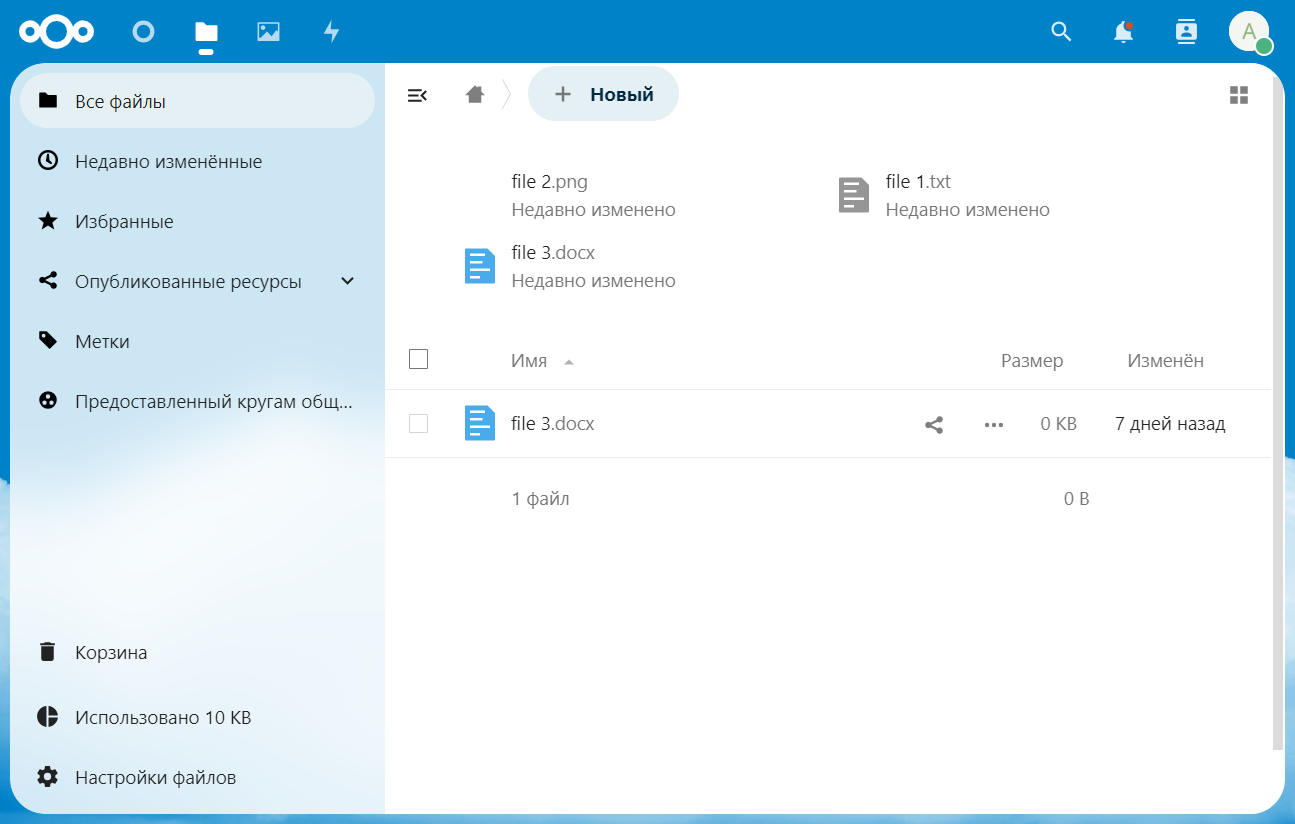 A
Все файлы
Недавно изменённые
Избранные
Опубликованные ресурсы
Метки
Предоставленный кругам общ...
Корзина
Использовано 10 KB
Настройки файлов
Новый
file 2.png
Недавно изменено
file 1.txt
Недавно изменено
file 3.docx
Недавно изменено
Имя Размер Изменён
file 3.docx 0 KB 7 дней назад
1 файл 0 B